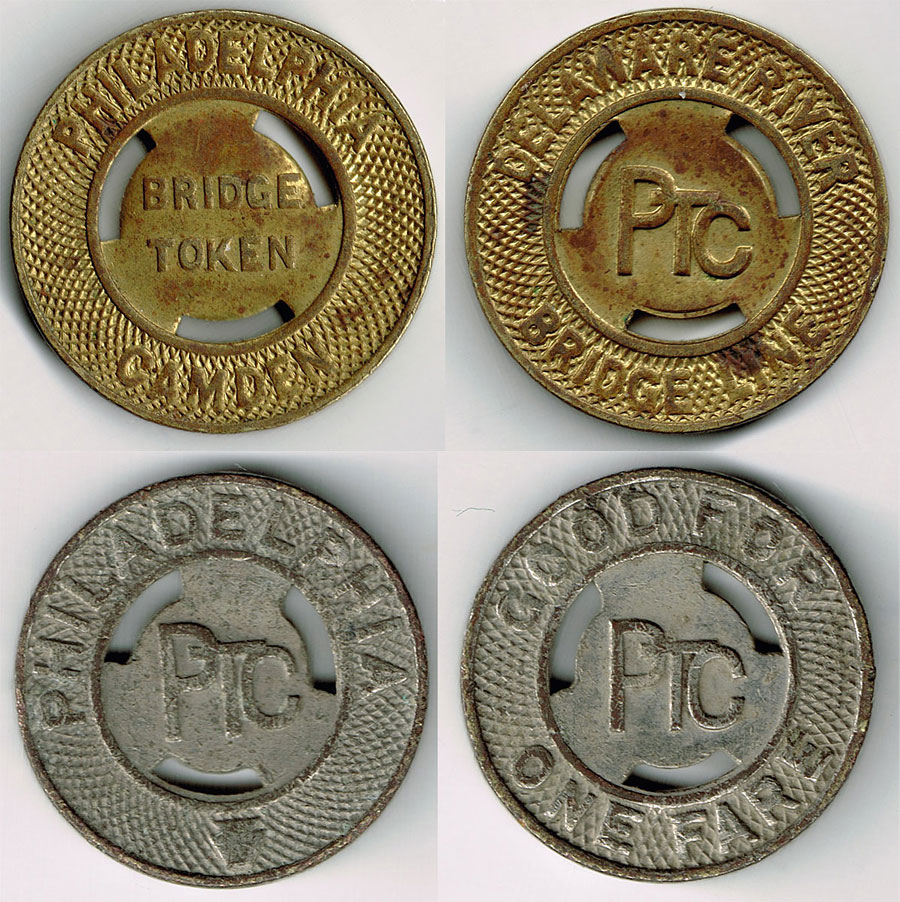 PHILADELPHIA
BRIDGE
TOKEN
CAMDEN
DELAWARE RIVER
PTC
BRIDGE LINE
PHILADELPHIA
PTC
GOOD FOR
PTC
ONE FARE